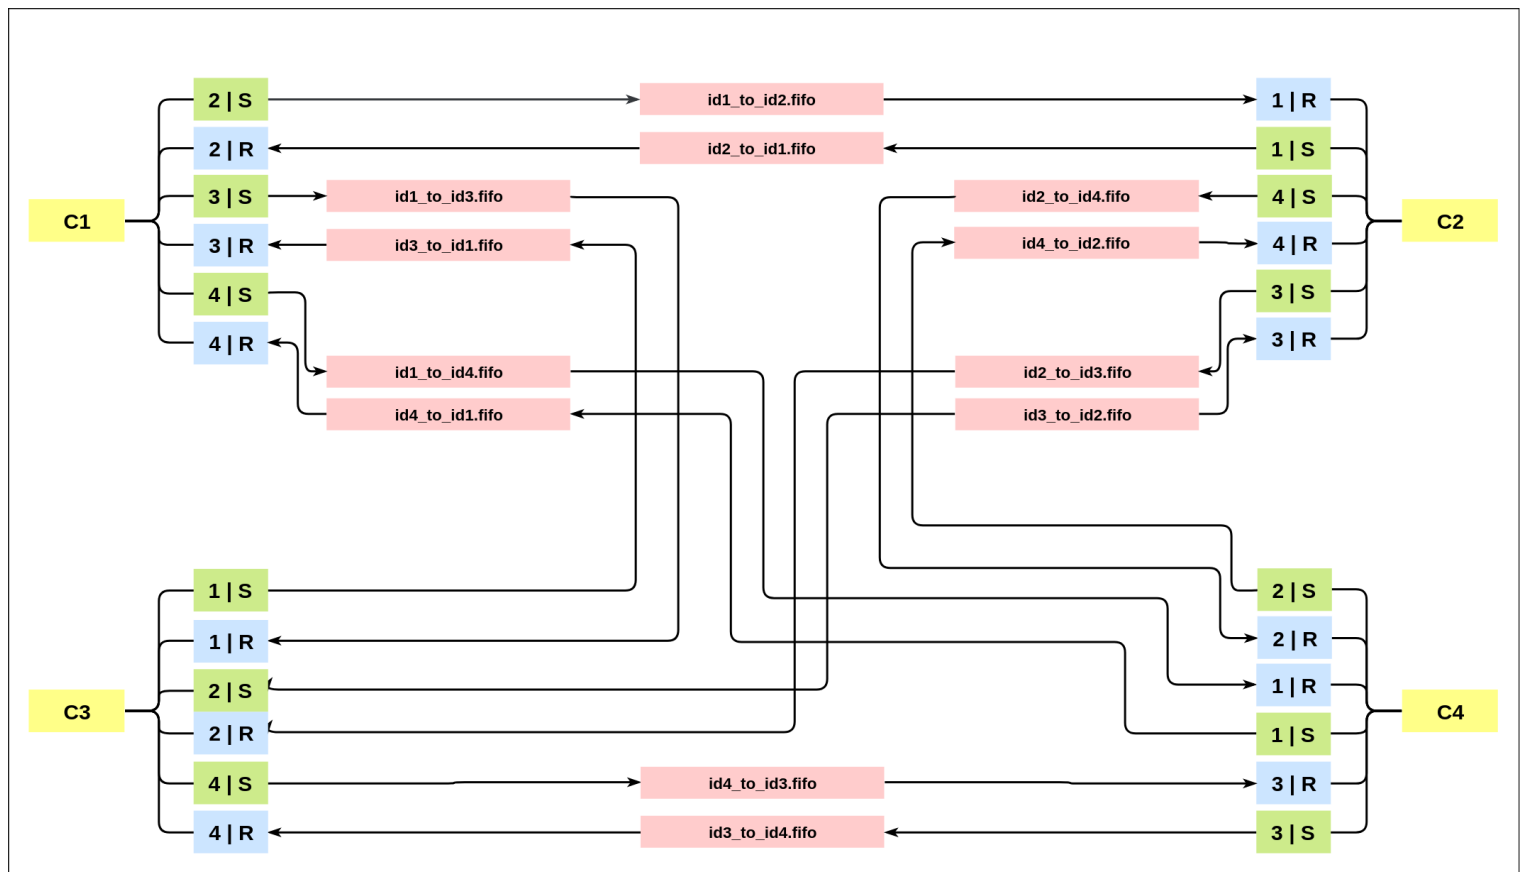 2 | S
id1_to_id2.fifo
1 | R
2 | R
id2_to_id1.fifo
1 | S
3 | S
id1_to_id3.fifo
id2_to_id4.fifo
4 | S
C1
C2
3 | R
id3_to_id1.fifo
id4_to_id2.fifo
4 | R
4 | S
3 | S
4 | R
3 | R
id1_to_id4.fifo
id2_to_id3.fifo
id4_to_id1.fifo
id3_to_id2.fifo
1 | S
2 | S
1 | R
2 | R
2 | S
1 | R
C3
C4
2 | R
1 | S
4 | S
id4_to_id3.fifo
3 | R
4 | R
id3_to_id4.fifo
3 | S